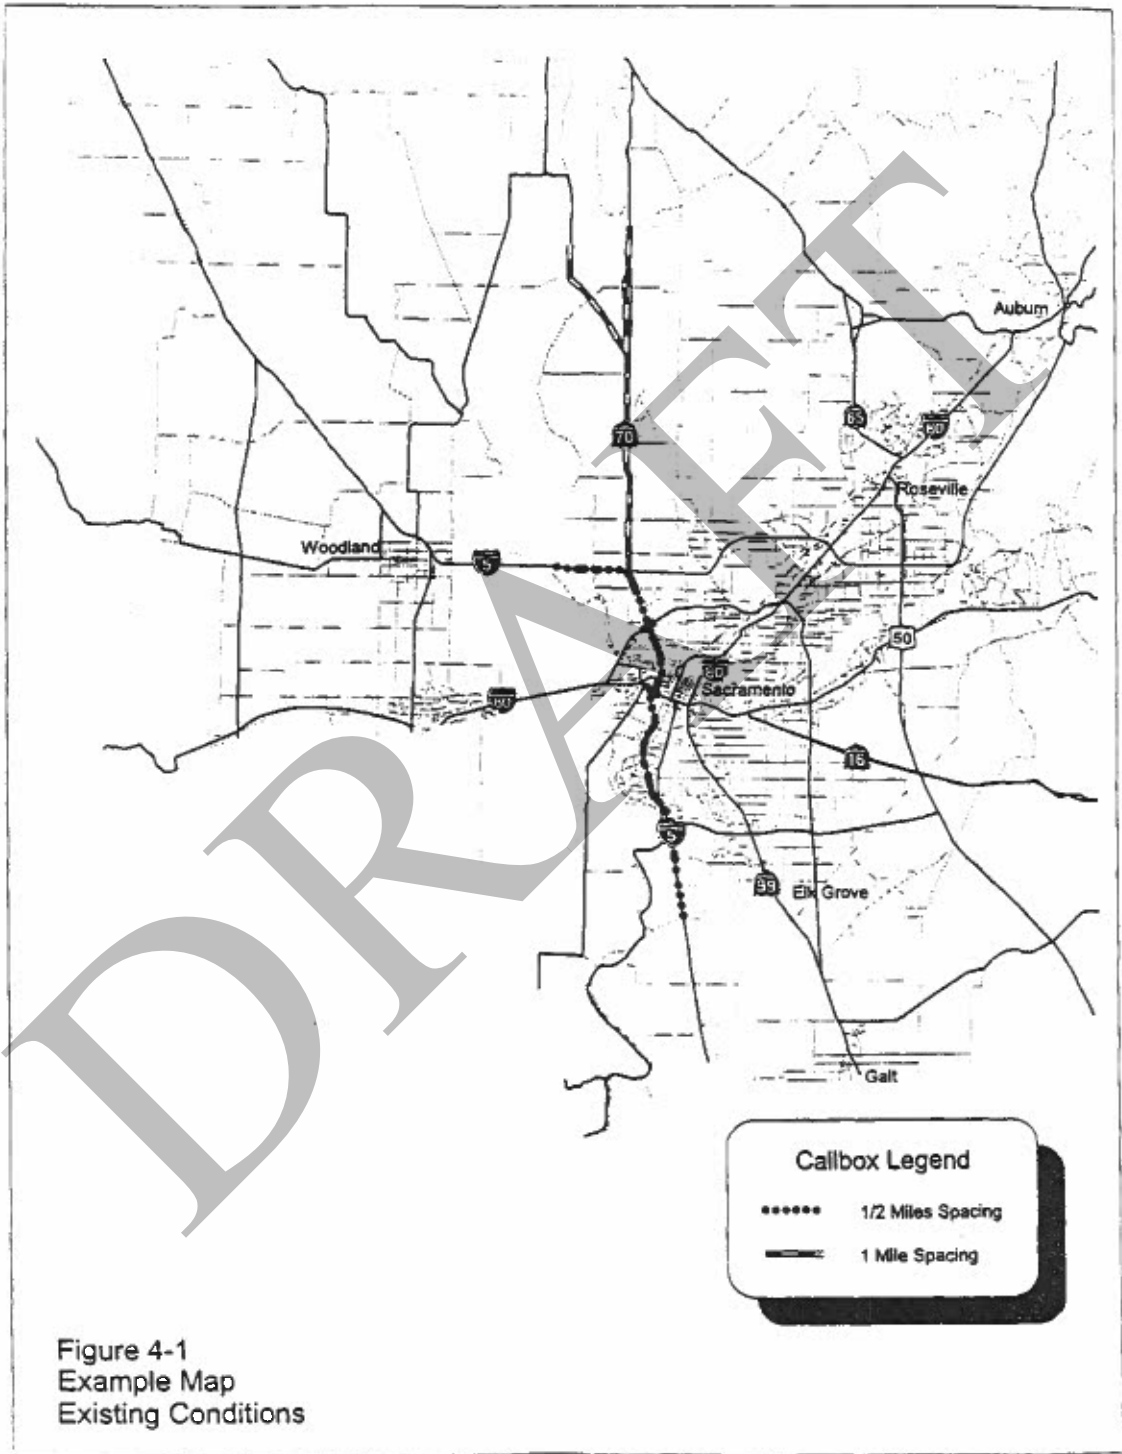 Auburn
70
65
80
Roseville
Woodland
5
50
80
Sacramento
80
16
5
99
Elk Grove
Galt
DRAFT
Callbox Legend
1/2 Miles Spacing
1 Mile Spacing
Figure 4-1
Example Map
Existing Conditions